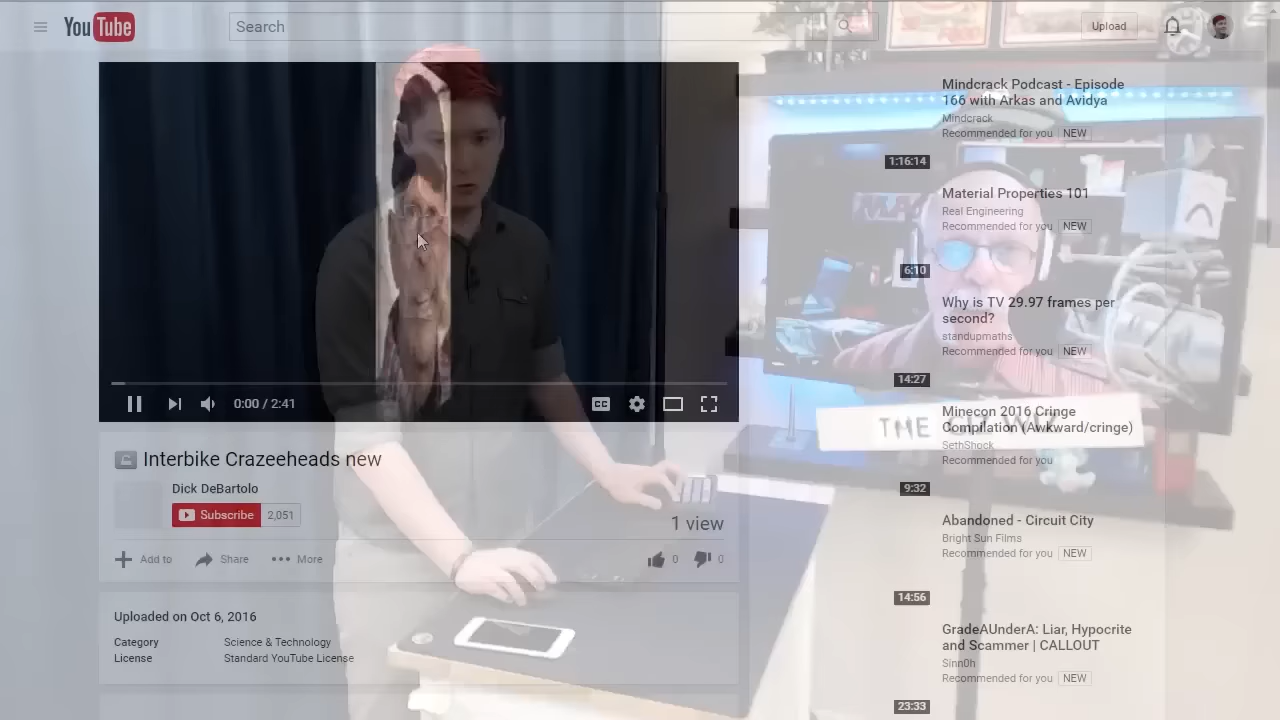 YouTube
Search
Upload
0:00 / 2:41
CC
Interbike Crazeeheads new
Dick DeBartolo
Subscribe 2,051
1 view
Add to
Share
More
0
0
Uploaded on Oct 6, 2016
Category Science & Technology
License Standard YouTube License
Mindcrack Podcast - Episode
166 with Arkas and Avidya
Mindcrack
Recommended for you NEW
1:16:14
Material Properties 101
Real Engineering
Recommended for you NEW
6:10
Why is TV 29.97 frames per
second?
standupmaths
Recommended for you NEW
14:27
Minecon 2016 Cringe
Compilation (Awkward/cringe)
SethShock
Recommended for you
9:32
THE
Abandoned - Circuit City
Bright Sun Films
Recommended for you NEW
14:56
GradeAUnderA: Liar, Hypocrite
and Scammer | CALLOUT
Sinn0h
Recommended for you NEW
23:33